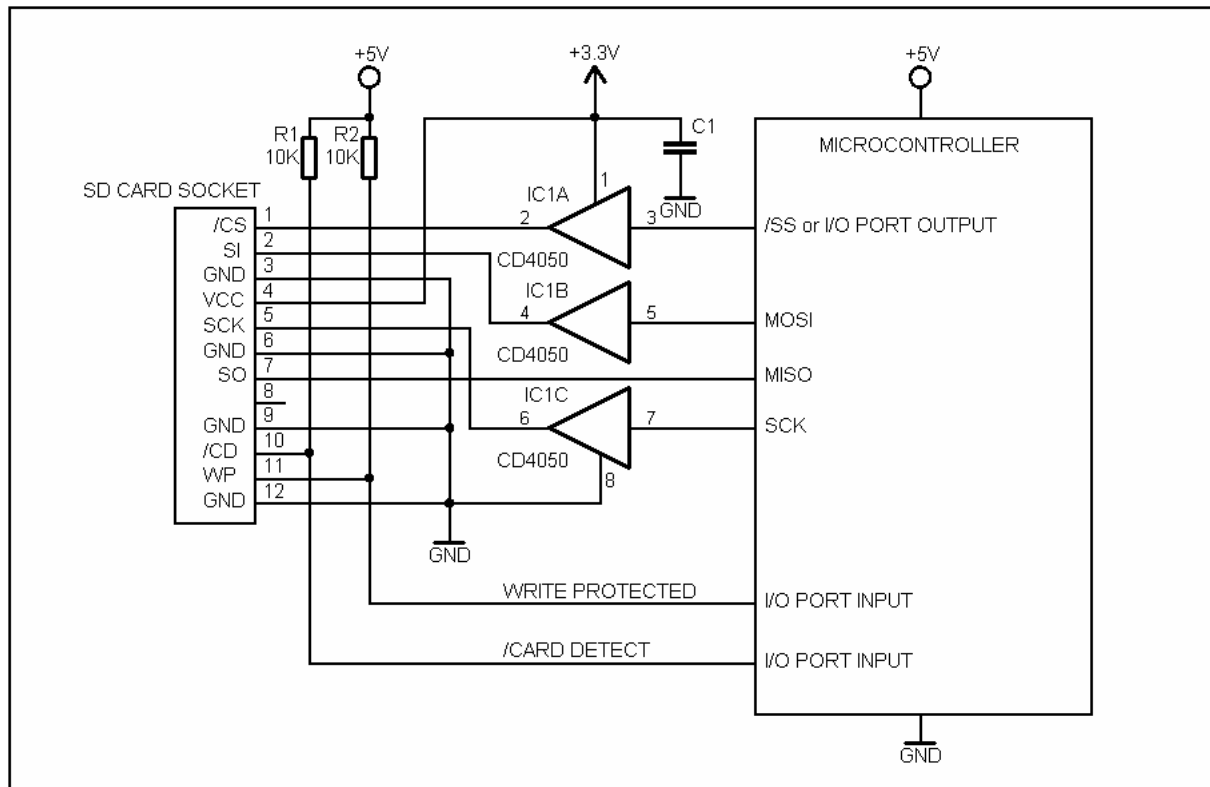 +5V
+3.3V
+5V
R1
10K
R2
10K
C1
GND
MICROCONTROLLER
SD CARD SOCKET
/CS
SI
GND
VCC
SCK
GND
SO
GND
/CD
WP
GND
1
2
3
4
5
6
7
8
9
10
11
12
IC1A
1
2
3
CD4050
IC1B
4
5
CD4050
IC1C
6
7
CD4050
8
GND
/SS or I/O PORT OUTPUT
MOSI
MISO
SCK
WRITE PROTECTED
I/O PORT INPUT
/CARD DETECT
I/O PORT INPUT
GND